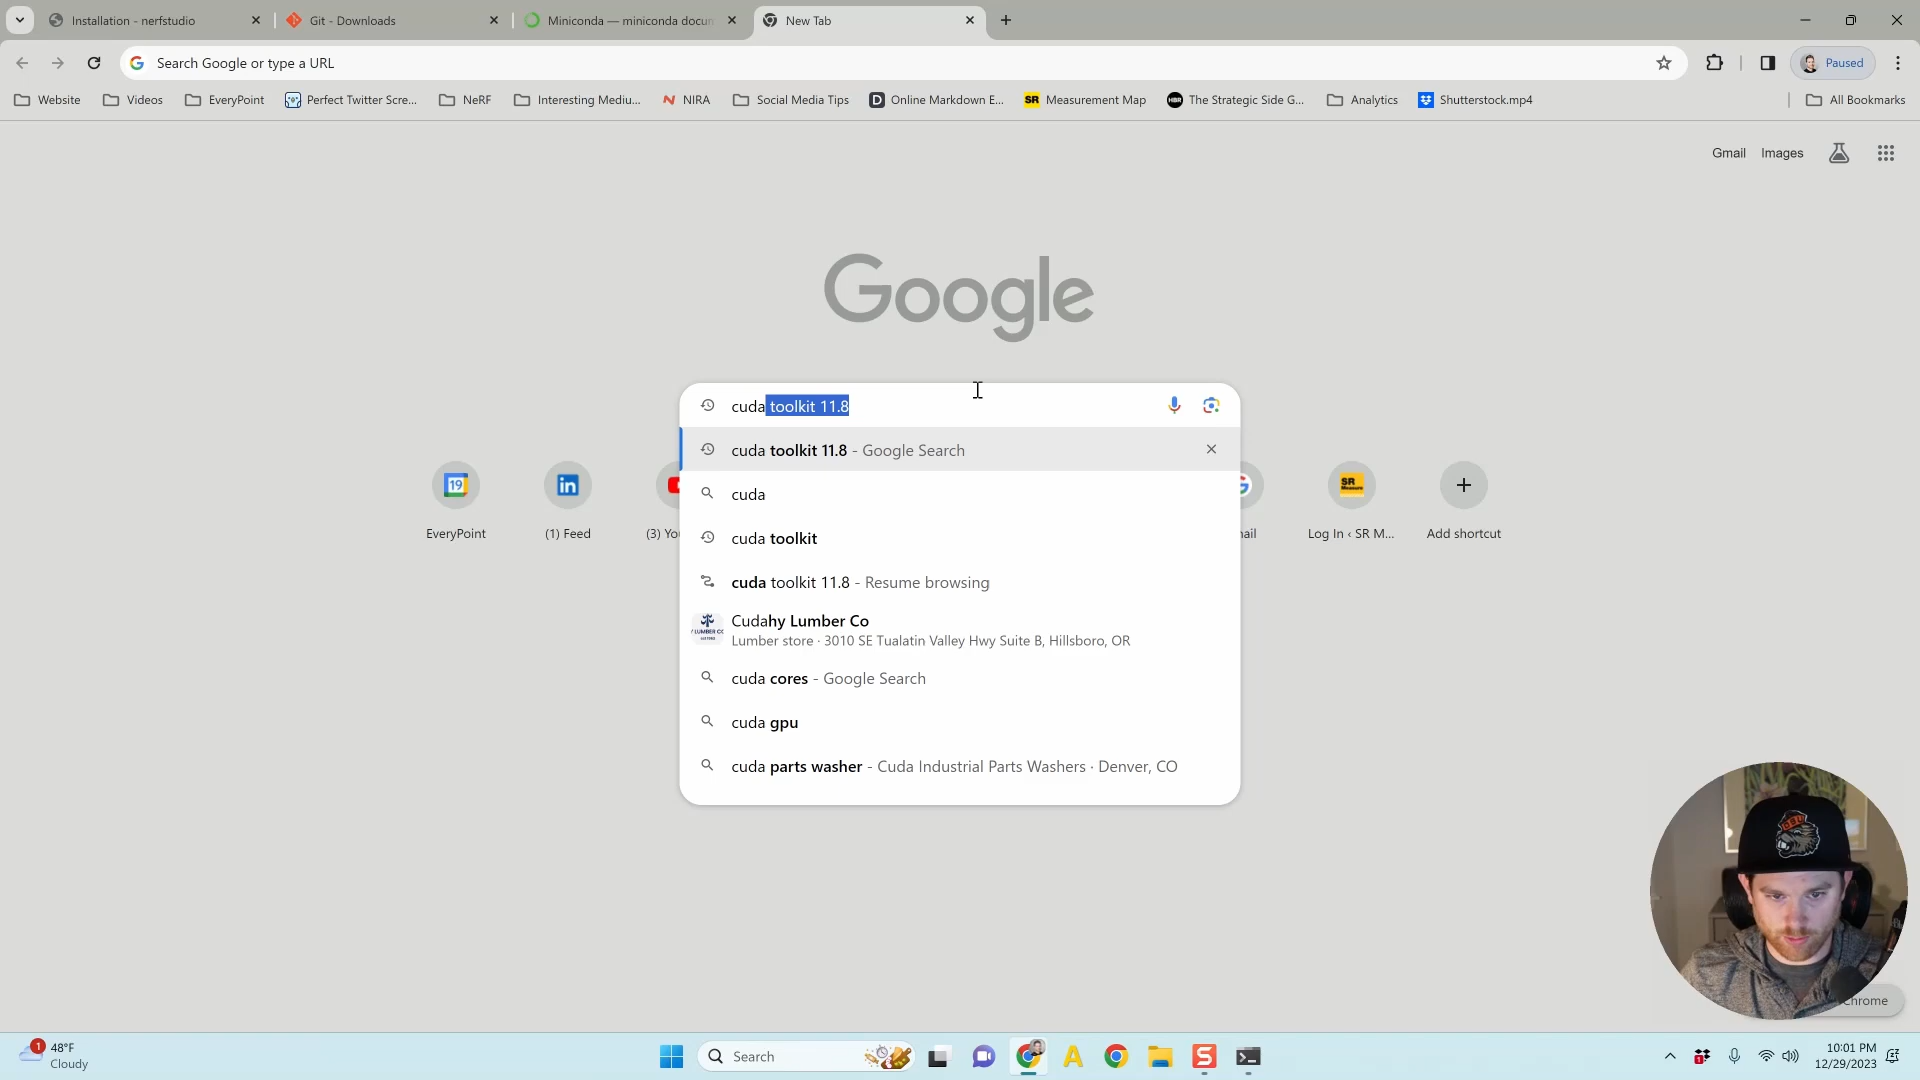 Installation - nerfstudio
Git - Downloads
Miniconda — miniconda docum
New Tab
Search Google or type a URL
Paused
Website
Videos
EveryPoint
Perfect Twitter Scre...
NeRF
Interesting Mediu...
NIRA
Social Media Tips
Online Markdown E...
Measurement Map
The Strategic Side G...
Analytics
Shutterstock.mp4
All Bookmarks
Gmail
Images
Google
cuda toolkit 11.8
cuda toolkit 11.8 - Google Search
cuda
cuda toolkit
cuda toolkit 11.8 - Resume browsing
Cudahy Lumber Co
Lumber store · 3010 SE Tualatin Valley Hwy Suite B, Hillsboro, OR
cuda cores - Google Search
cuda gpu
cuda parts washer - Cuda Industrial Parts Washers · Denver, CO
EveryPoint
(1) Feed
(3) You
ail
Log In ‹ SR M...
Add shortcut
Chrome
48°F
Cloudy
Search
10:01 PM
12/29/2023